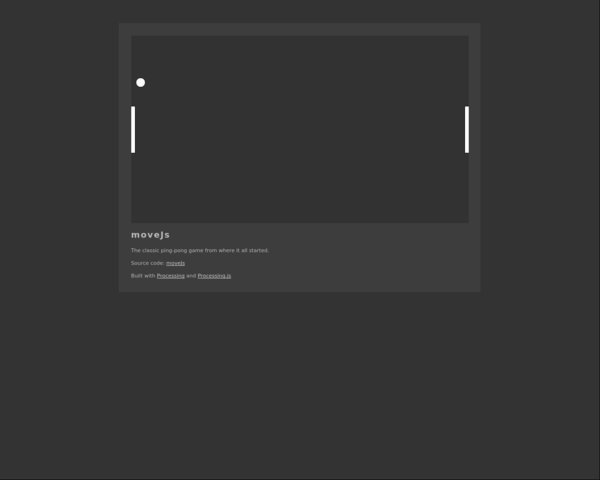 movejs
The classic ping-pong game from where it all started.
Source code: movejs
Built with Processing and Processing.js